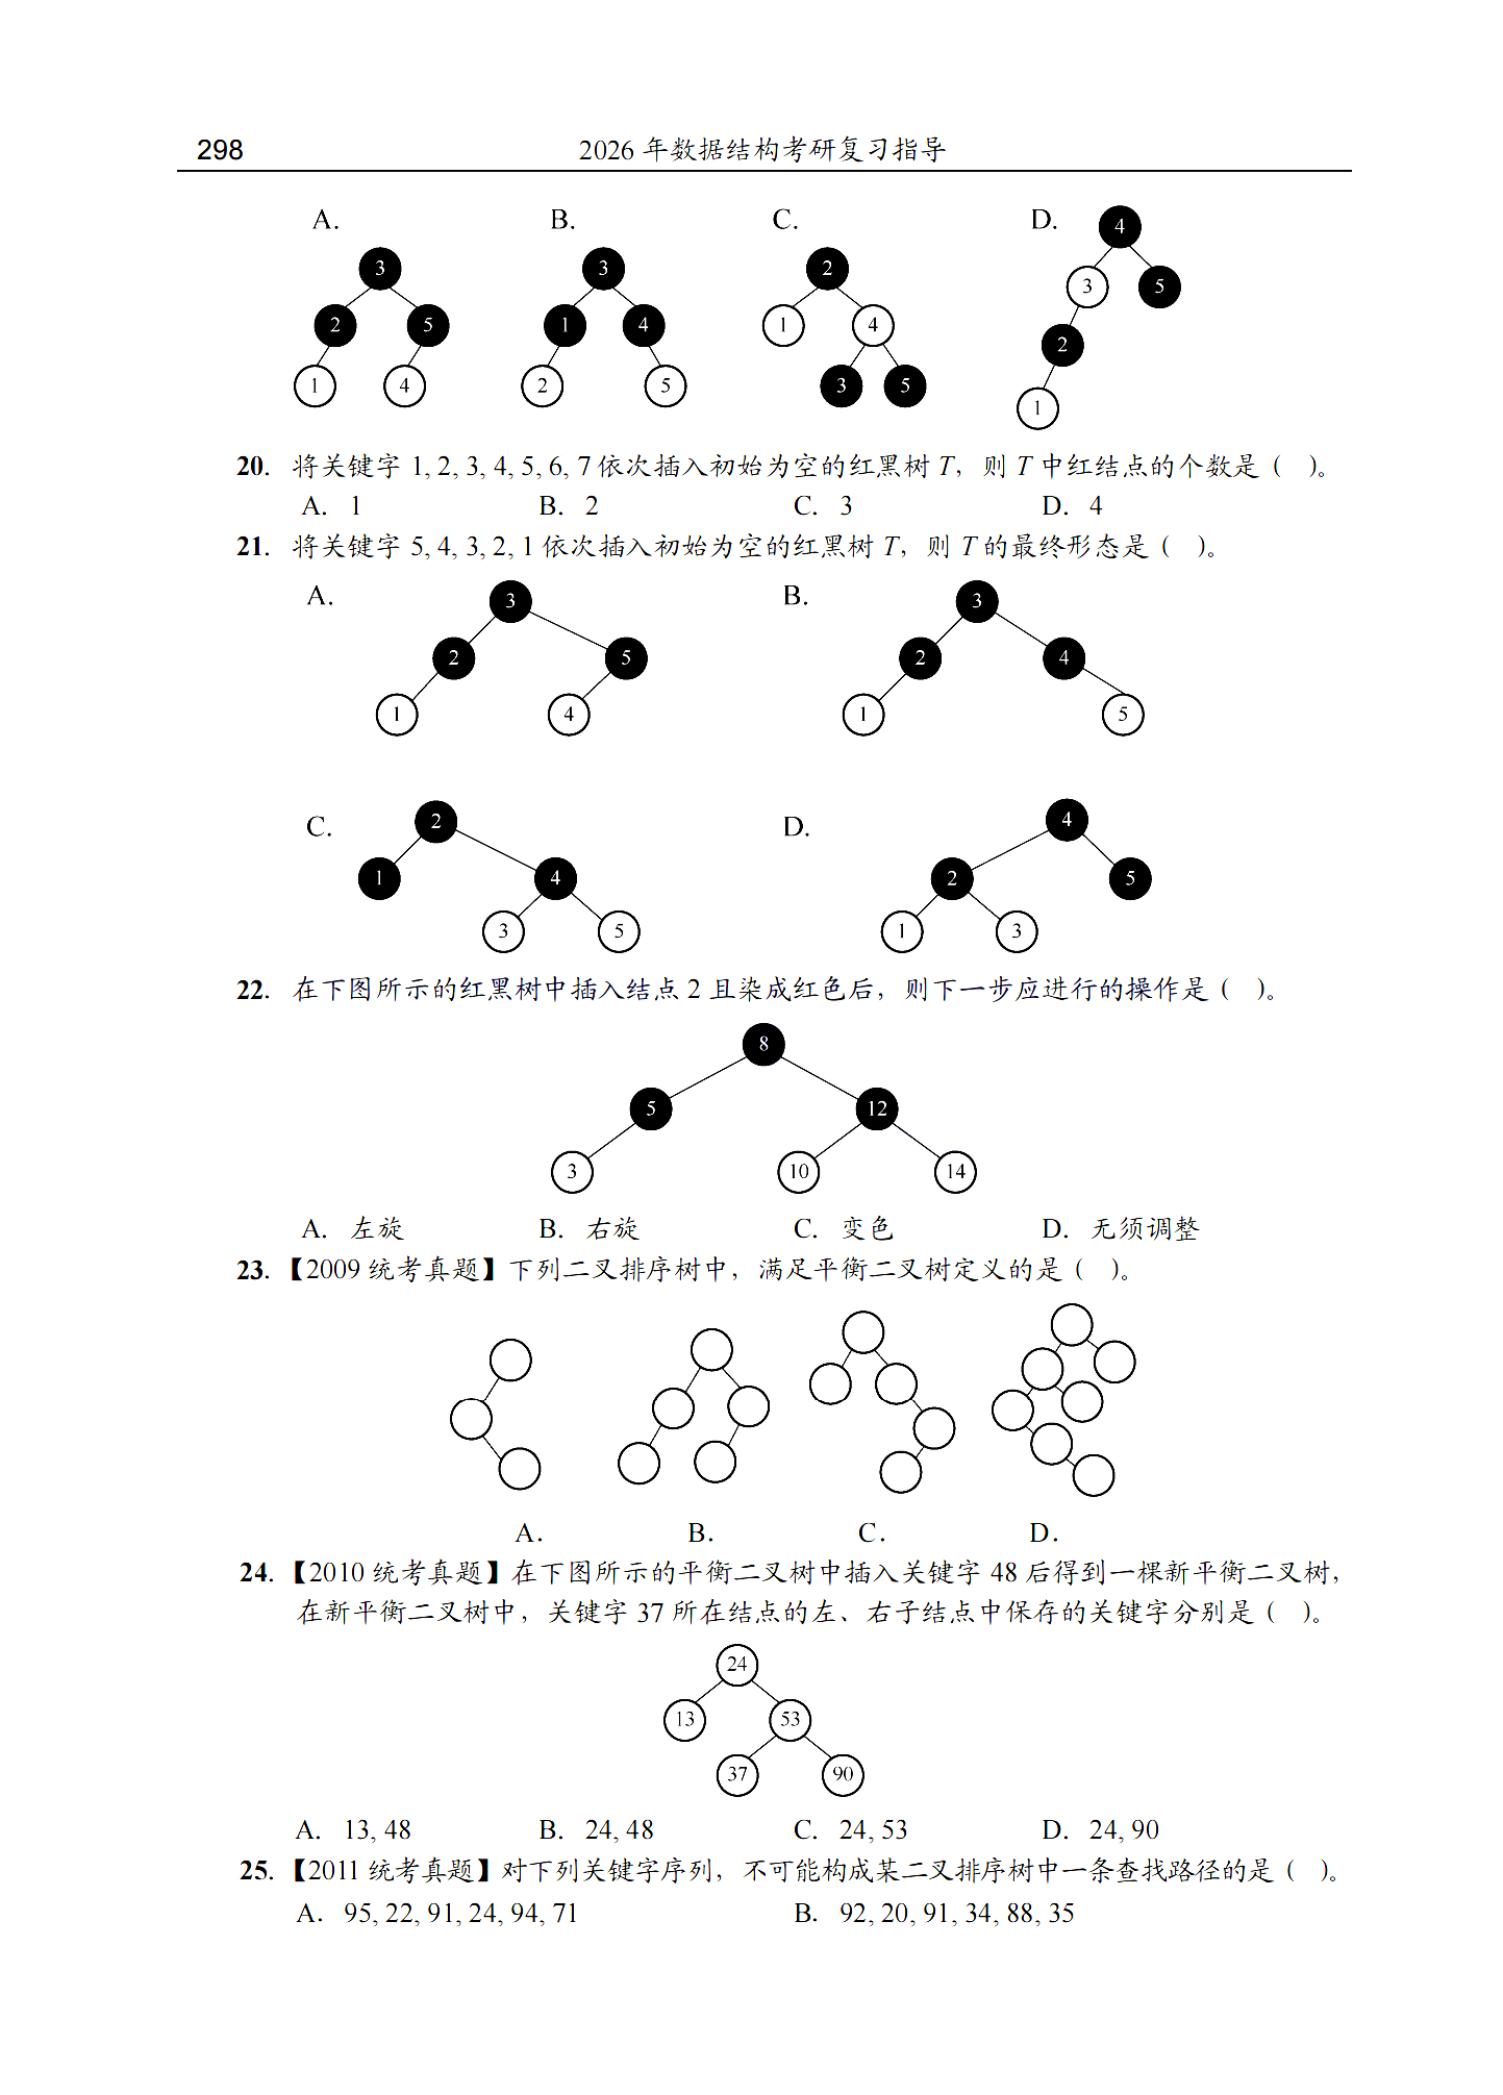 298 2026 年数据结构考研复习指导
A. B. C. D.
3 3 2 4
2 5 1 4 1 4 3 5
1 4 2 5 3 5 2
1
20. 将关键字 1, 2, 3, 4, 5, 6, 7 依次插入初始为空的红黑树 T，则 T 中红结点的个数是（ ）。
A. 1 B. 2 C. 3 D. 4
21. 将关键字 5, 4, 3, 2, 1 依次插入初始为空的红黑树 T，则 T 的最终形态是（ ）。
A. 3 B. 3
2 5 2 4
1 4 1 5
C. 2 D. 4
1 4 2 5
3 5 1 3
22. 在下图所示的红黑树中插入结点 2 且染成红色后，则下一步应进行的操作是（ ）。
8
5 12
3 10 14
A. 左旋 B. 右旋 C. 变色 D. 无须调整
23.【2009 统考真题】下列二叉排序树中，满足平衡二叉树定义的是（ ）。
A. B. C. D.
24.【2010 统考真题】在下图所示的平衡二叉树中插入关键字 48 后得到一棵新平衡二叉树，
在新平衡二叉树中，关键字 37 所在结点的左、右子结点中保存的关键字分别是（ ）。
24
13 53
37 90
A. 13, 48 B. 24, 48 C. 24, 53 D. 24, 90
25.【2011 统考真题】对下列关键字序列，不可能构成某二叉排序树中一条查找路径的是（ ）。
A. 95, 22, 91, 24, 94, 71 B. 92, 20, 91, 34, 88, 35